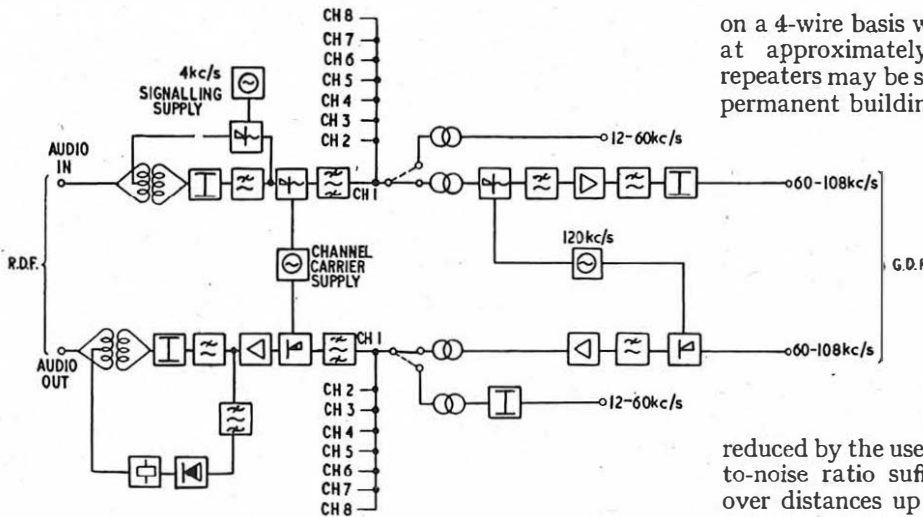 on a 4-wire basis w
at approximately
repeaters may be s
permanent buildin
CH 8
CH 7
CH 6
CH 5
CH 4
CH 3
CH 2
4kc/s
SIGNALLING
SUPPLY
12-60kc/s
AUDIO
IN
CH 1
60-108kc/s
120kc/s
R.D.F.
CHANNEL
CARRIER
SUPPLY
G.D.F
CH 1
60-108kc/s
AUDIO
OUT
CH 2
CH 3
12-60kc/s
CH 4
CH 5
CH 6
CH 7
CH 8
reduced by the use
to-noise ratio suf
over distances up